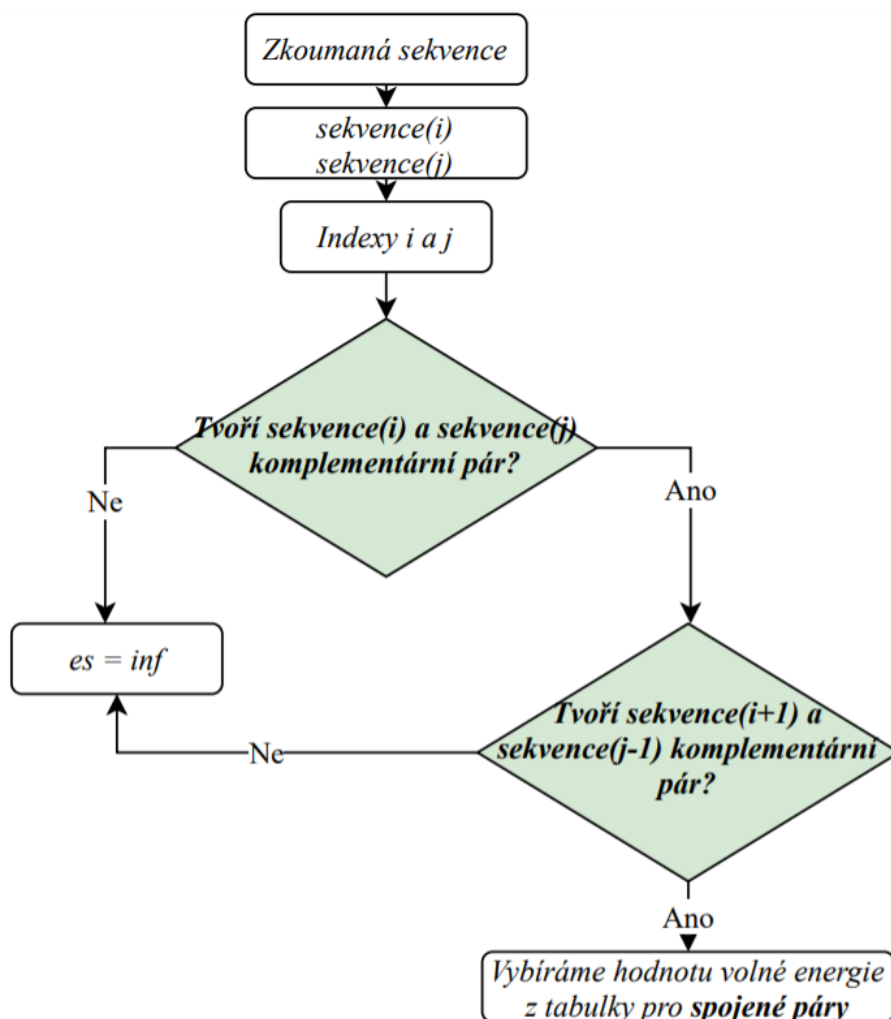 Zkoumaná sekvence
sekvence(i)
sekvence(j)
Indexy i a j
Tvoří sekvence(i) a sekvence(j)
komplementární pár?
Ne
Ano
es = inf
Tvoří sekvence(i+1) a
sekvence(j-1) komplementární
pár?
Ne
Ano
Vybíráme hodnotu volné energie
z tabulky pro spojené páry